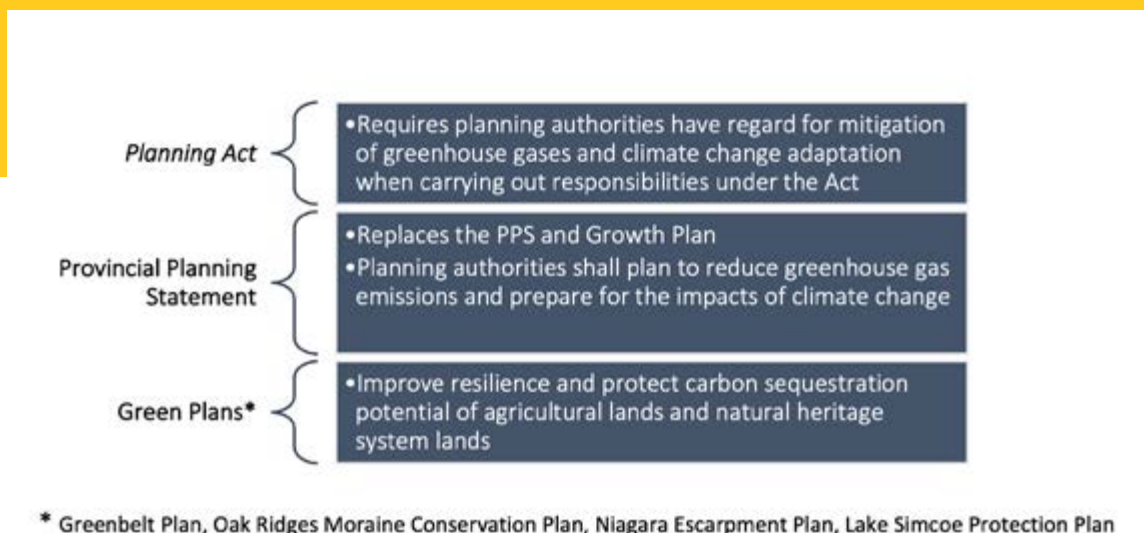 Planning Act
•Requires planning authorities have regard for mitigation
of greenhouse gases and climate change adaptation
when carrying out responsibilities under the Act
Provincial Planning
Statement
•Replaces the PPS and Growth Plan
•Planning authorities shall plan to reduce greenhouse gas
emissions and prepare for the impacts of climate change
Green Plans*
•Improve resilience and protect carbon sequestration
potential of agricultural lands and natural heritage
system lands
* Greenbelt Plan, Oak Ridges Moraine Conservation Plan, Niagara Escarpment Plan, Lake Simcoe Protection Plan